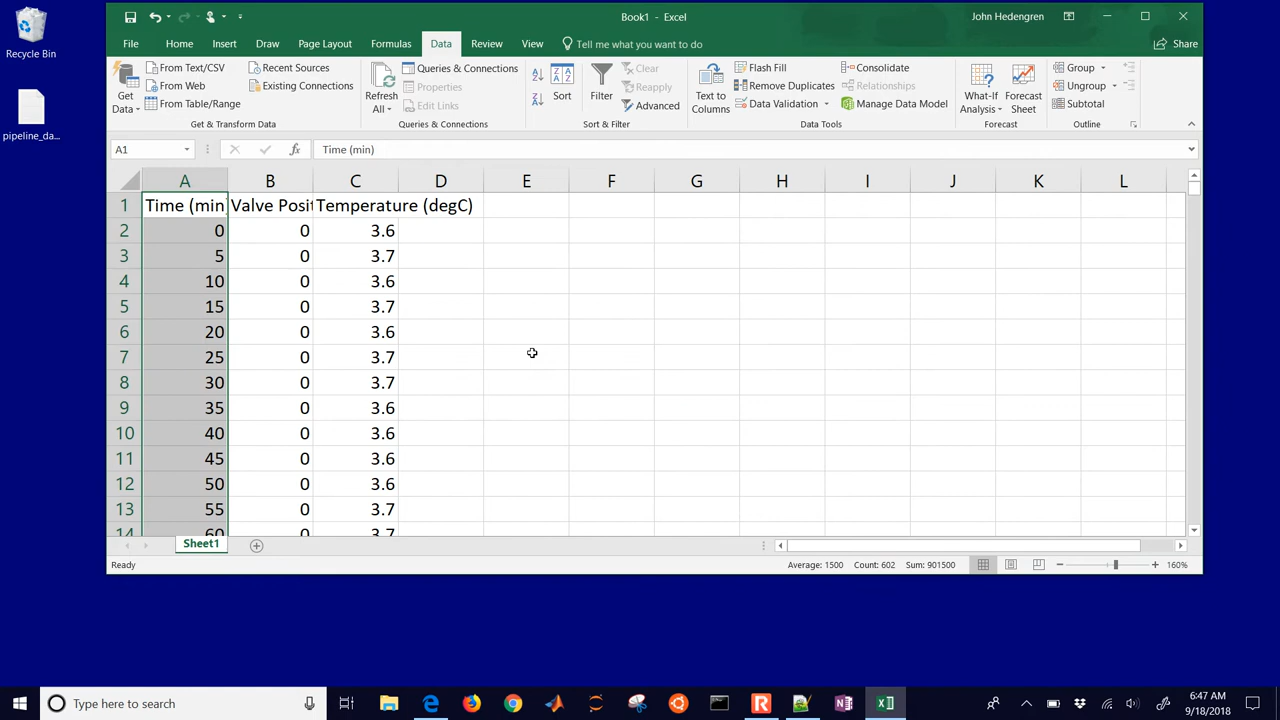 Recycle Bin
pipeline_da...
Book1 - Excel
John Hedengren
File Home Insert Draw Page Layout Formulas Data Review View Tell me what you want to do Share
Get Data
From Text/CSV
From Web
From Table/Range
Recent Sources
Existing Connections
Get & Transform Data
Refresh All
Queries & Connections
Properties
Edit Links
Queries & Connections
Sort
Filter
Clear
Reapply
Advanced
Sort & Filter
Text to Columns
Flash Fill
Remove Duplicates
Data Validation
Consolidate
Relationships
Manage Data Model
Data Tools
What-If Analysis
Forecast Sheet
Forecast
Group
Ungroup
Subtotal
Outline
A1 fx Time (min)
A B C D E F G H I J K L
1 Time (min Valve Posit Temperature (degC)
2 0 0 3.6
3 5 0 3.7
4 10 0 3.6
5 15 0 3.7
6 20 0 3.6
7 25 0 3.7
8 30 0 3.7
9 35 0 3.6
10 40 0 3.6
11 45 0 3.6
12 50 0 3.6
13 55 0 3.7
14 60 0 3.7
Sheet1
Ready Average: 1500 Count: 602 Sum: 901500 160%
Type here to search
6:47 AM
9/18/2018